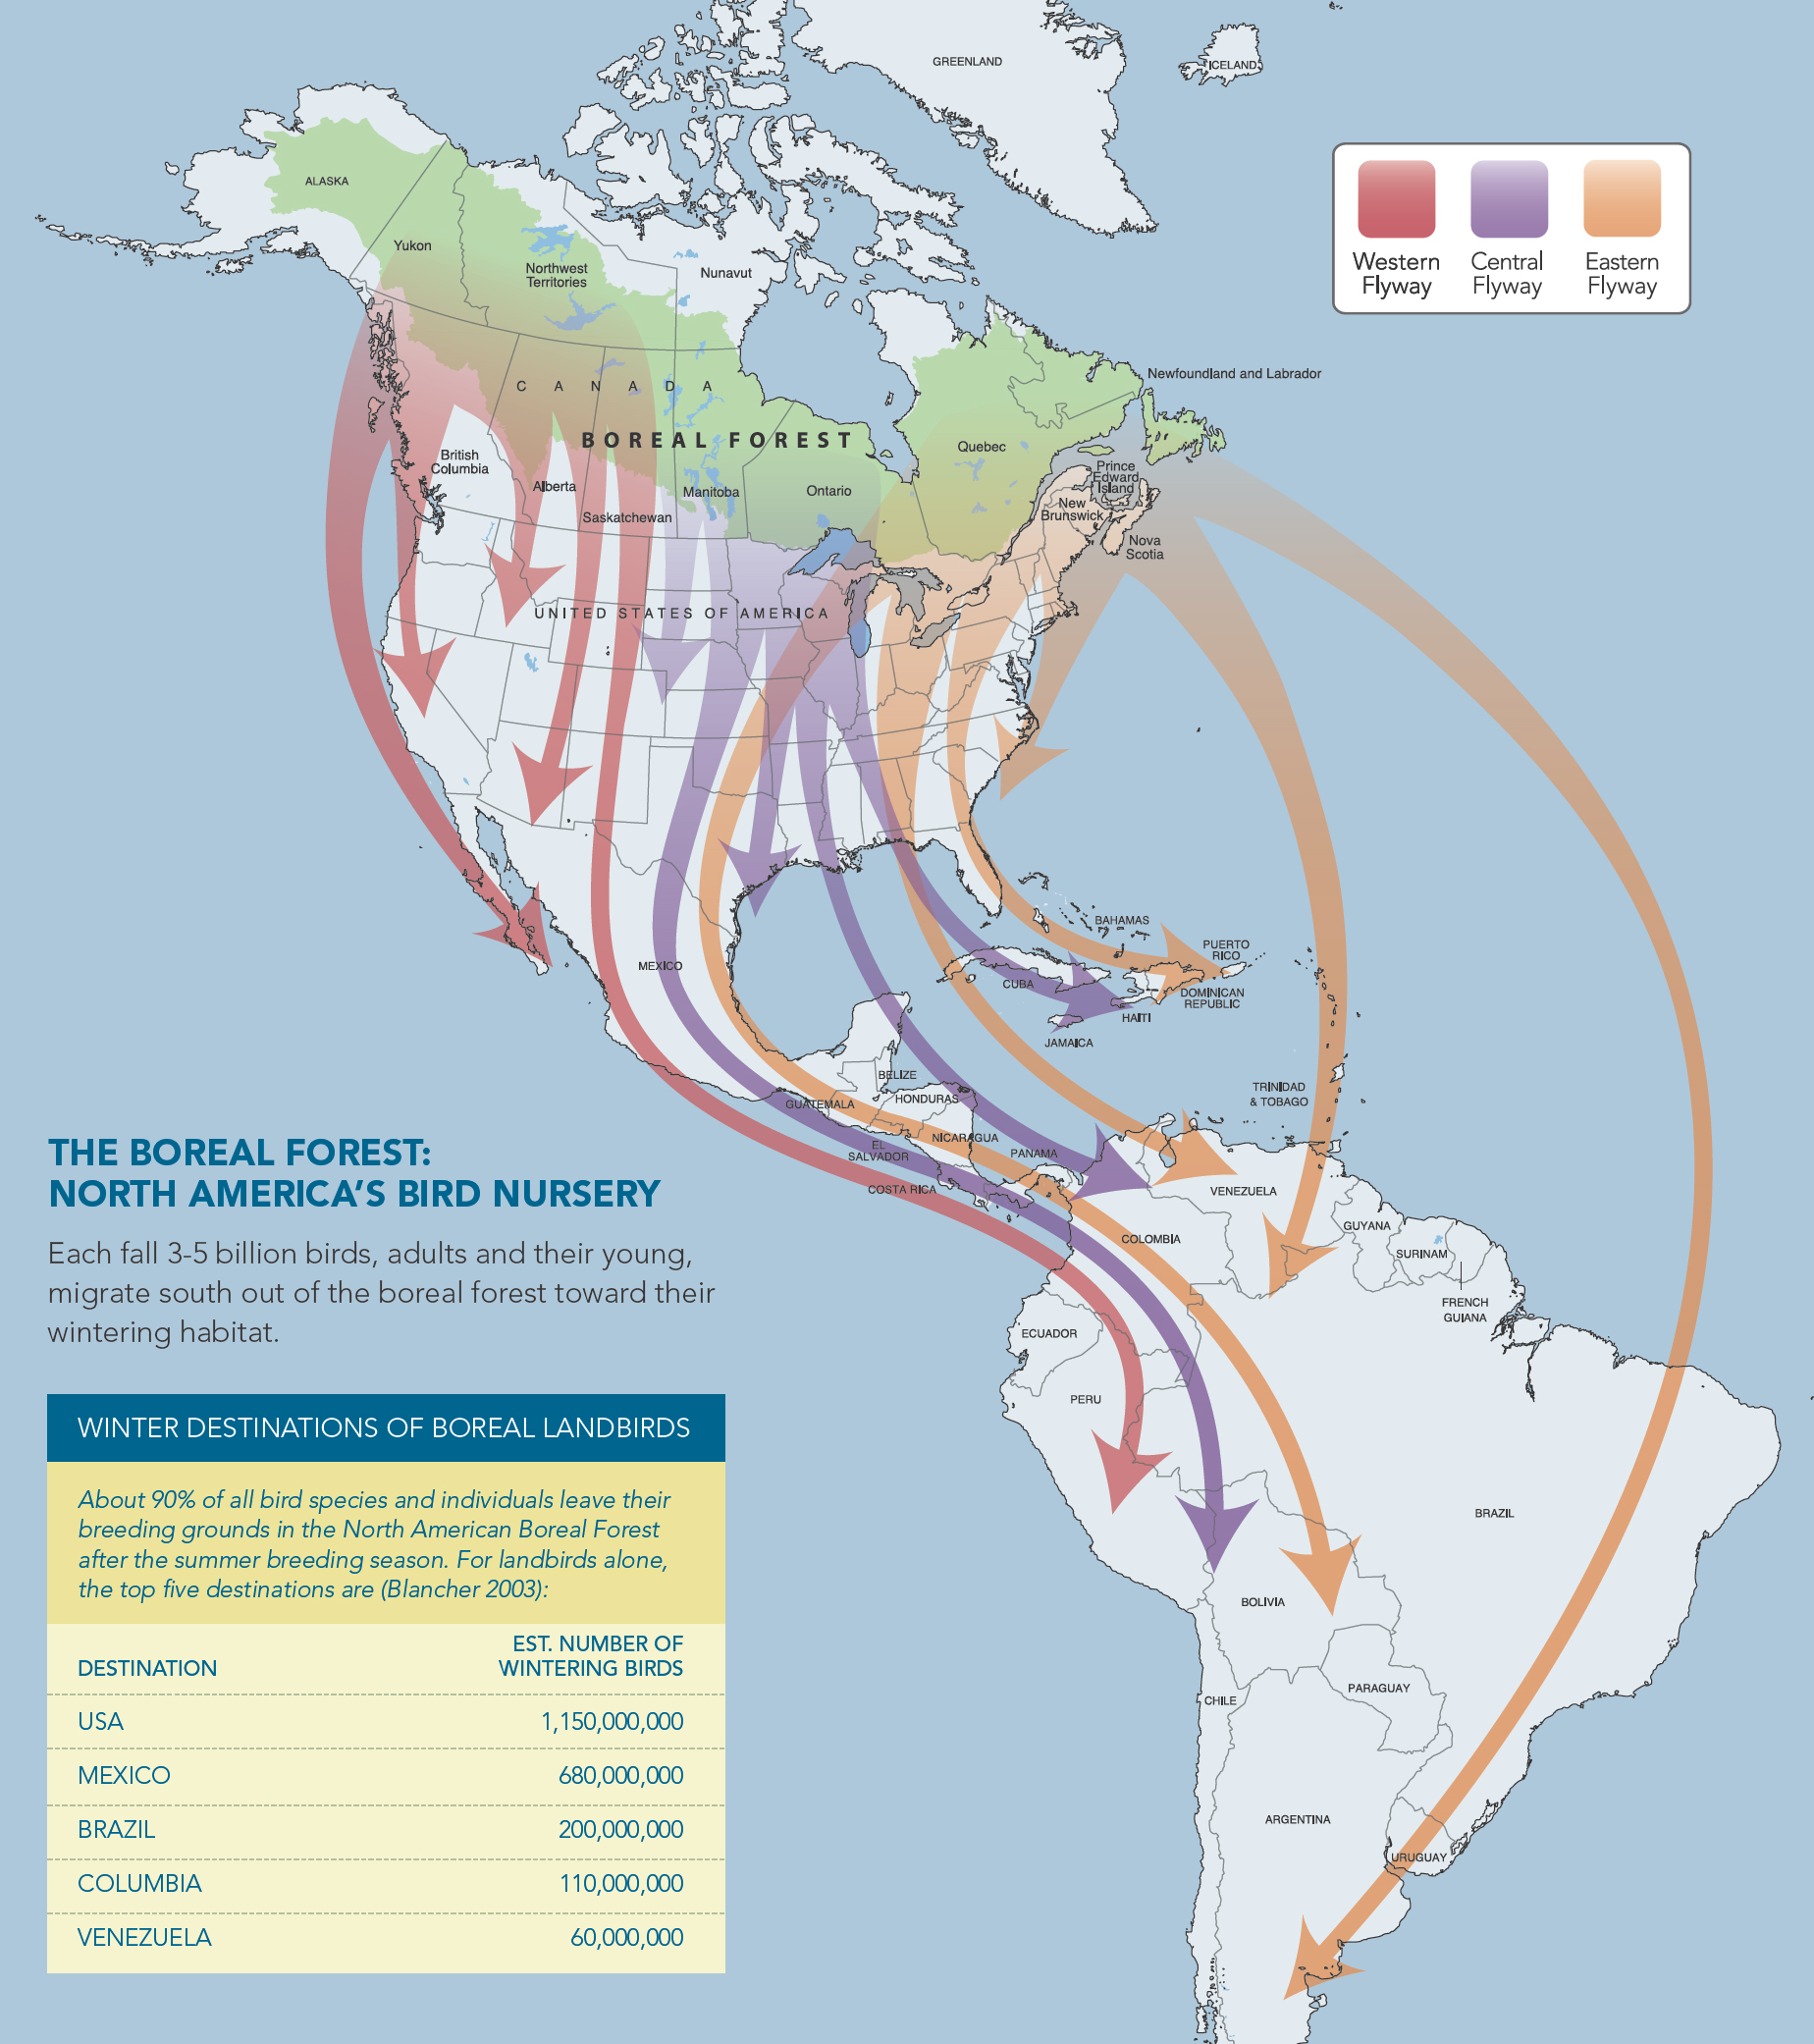 GREENLAND
ICELAND
ALASKA
Yukon
Northwest
Territories
Nunavut
Western
Flyway
Central
Flyway
Eastern
Flyway
Newfoundland and Labrador
C A N A D A
BOREAL FOREST
Quebec
British
Columbia
Alberta
Saskatchewan
Manitoba
Ontario
Prince
Edward
Island
New
Brunswick
Nova
Scotia
UNITED STATES OF AMERICA
MEXICO
BAHAMAS
PUERTO
RICO
CUBA
DOMINICAN
REPUBLIC
HAITI
JAMAICA
BELIZE
GUATEMALA
HONDURAS
TRINIDAD
& TOBAGO
NICARAGUA
EL
SALVADOR
PANAMA
COSTA RICA
VENEZUELA
GUYANA
COLOMBIA
SURINAM
FRENCH
GUIANA
ECUADOR
PERU
BRAZIL
BOLIVIA
PARAGUAY
CHILE
ARGENTINA
URUGUAY
THE BOREAL FOREST:
NORTH AMERICA'S BIRD NURSERY
Each fall 3-5 billion birds, adults and their young,
migrate south out of the boreal forest toward their
wintering habitat.
WINTER DESTINATIONS OF BOREAL LANDBIRDS
About 90% of all bird species and individuals leave their
breeding grounds in the North American Boreal Forest
after the summer breeding season. For landbirds alone,
the top five destinations are (Blancher 2003):
EST. NUMBER OF
DESTINATION WINTERING BIRDS
USA 1,150,000,000
MEXICO 680,000,000
BRAZIL 200,000,000
COLUMBIA 110,000,000
VENEZUELA 60,000,000